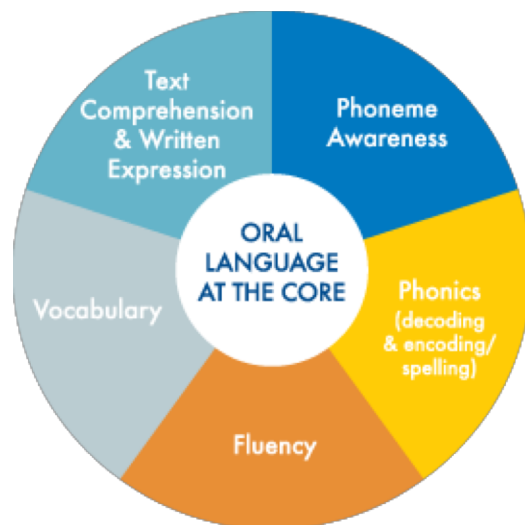 Text
Comprehension
& Written
Expression
Phoneme
Awareness
ORAL
LANGUAGE
AT THE CORE
Vocabulary
Phonics
(decoding
& encoding/
spelling)
Fluency